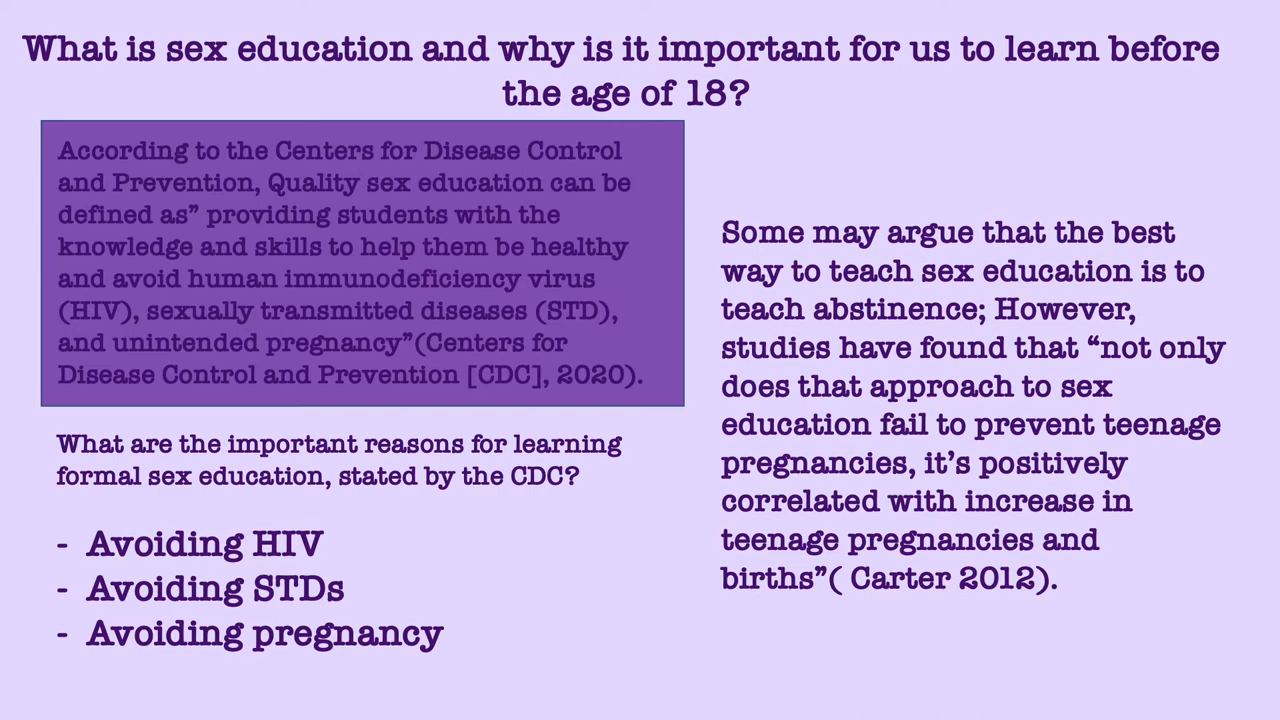 What is sex education and why is it important for us to learn before
the age of 18?
According to the Centers for Disease Control
and Prevention, Quality sex education can be
defined as” providing students with the
knowledge and skills to help them be healthy
and avoid human immunodeficiency virus
(HIV), sexually transmitted diseases (STD),
and unintended pregnancy”(Centers for
Disease Control and Prevention [CDC], 2020).
What are the important reasons for learning
formal sex education, stated by the CDC?
- Avoiding HIV
- Avoiding STDs
- Avoiding pregnancy
Some may argue that the best
way to teach sex education is to
teach abstinence; However,
studies have found that “not only
does that approach to sex
education fail to prevent teenage
pregnancies, it’s positively
correlated with increase in
teenage pregnancies and
births”( Carter 2012).